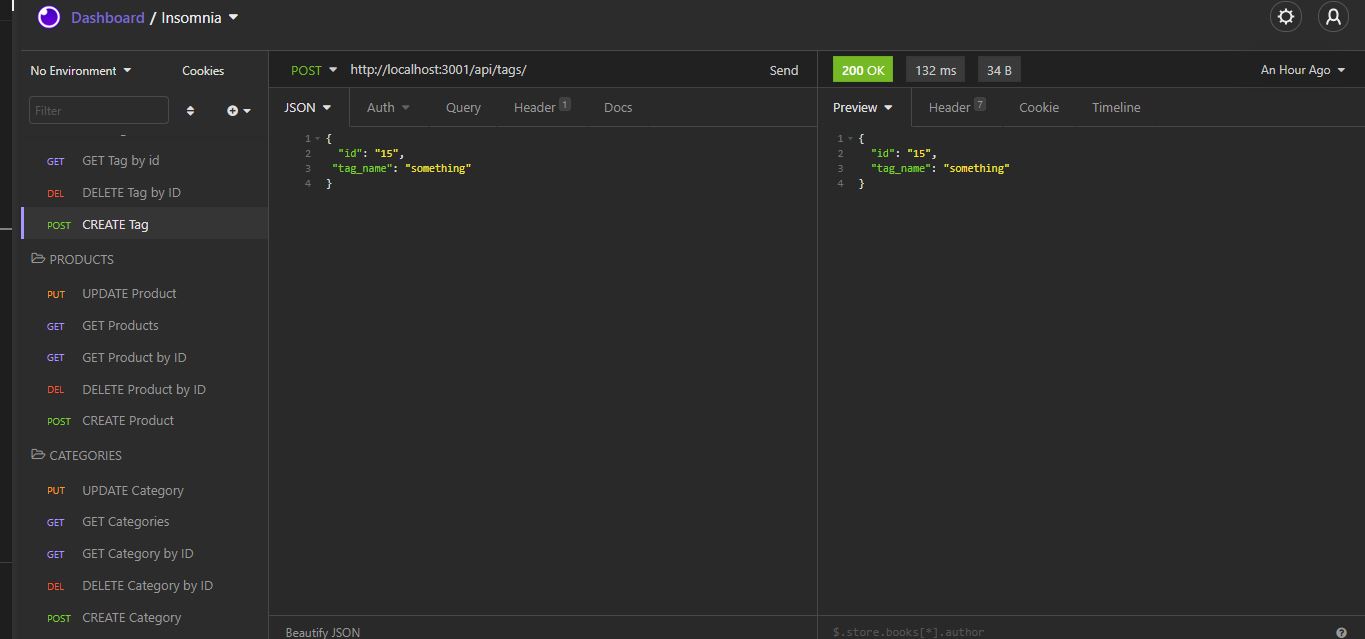 Dashboard / Insomnia
No Environment Cookies
POST http://localhost:3001/api/tags/ Send
200 OK 132 ms 34 B An Hour Ago
Filter
JSON Auth Query Header 1 Docs
Preview Header 7 Cookie Timeline
GET GET Tag by id
DEL DELETE Tag by ID
POST CREATE Tag
PRODUCTS
PUT UPDATE Product
GET GET Products
GET GET Product by ID
DEL DELETE Product by ID
POST CREATE Product
CATEGORIES
PUT UPDATE Category
GET GET Categories
GET GET Category by ID
DEL DELETE Category by ID
POST CREATE Category
1 {
2 "id": "15",
3 "tag_name": "something"
4 }
Beautify JSON
1 {
2 "id": "15",
3 "tag_name": "something"
4 }
$.store.books[*].author ?